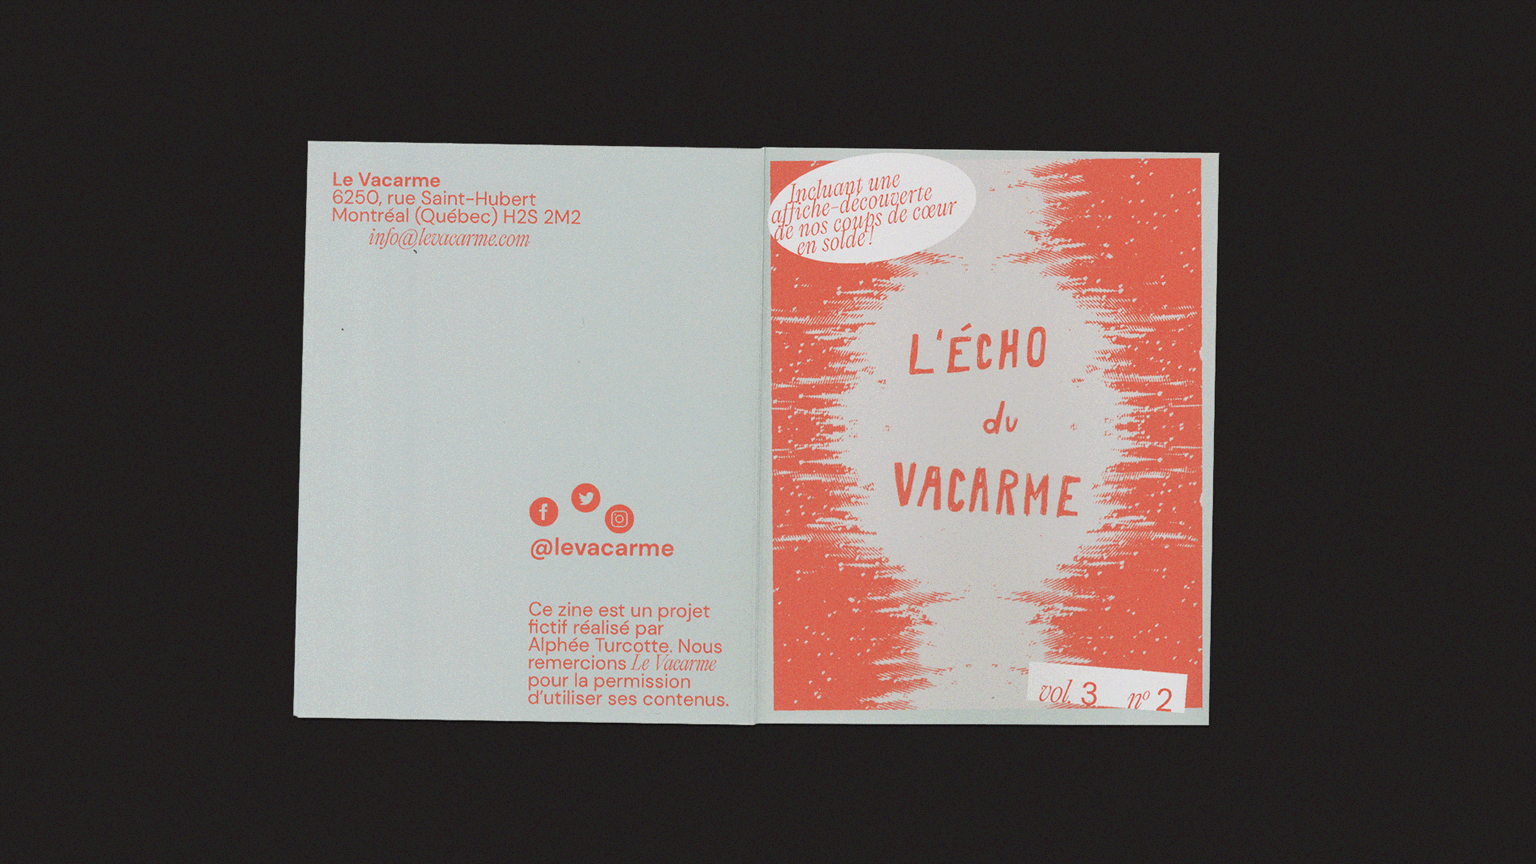 Le Vacarme
6250, rue Saint-Hubert
Montréal (Québec) H2S 2M2
info@levacarme.com
@levacarme
Ce zine est un projet
fictif réalisé par
Alphée Turcotte. Nous
remercions Le Vacarme
pour la permission
d'utiliser ses contenus.
Incluant une
affiche-découverte
de nos coups de cœur
en solde!
L'ÉCHO
du
VACARME
vol. 3 nº 2